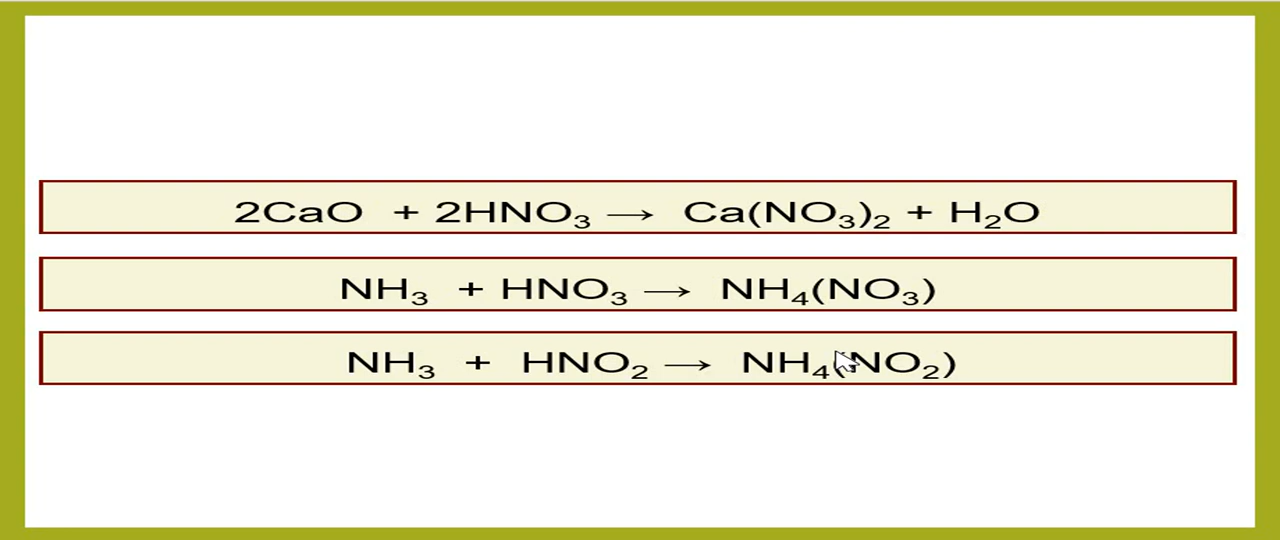 2CaO + 2HNO₃ → Ca(NO₃)₂ + H₂O
NH₃ + HNO₃ → NH₄(NO₃)
NH₃ + HNO₂ → NH₄(NO₂)